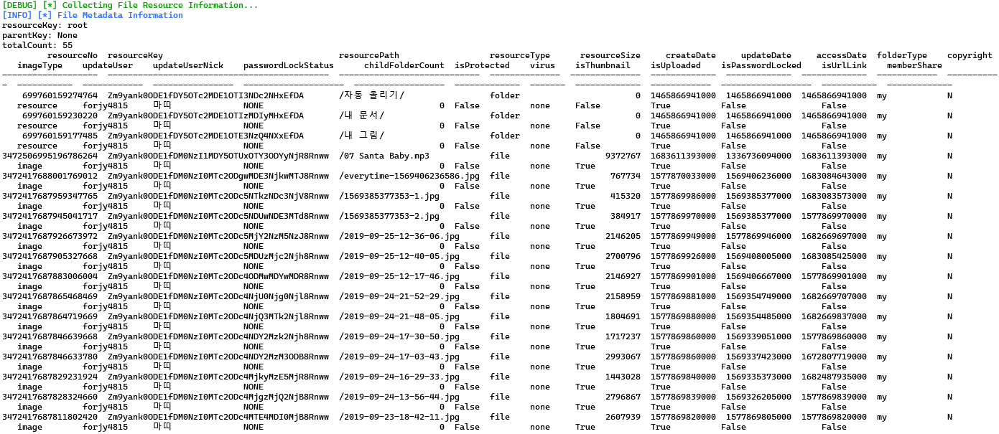 [DEBUG] [*] Collecting File Resource Information...
[INFO] [*] File Metadata Information
resourceKey: root
parentKey: None
totalCount: 55
resourceNo resourceKey resourcePath resourceType resourceSize createDate updateDate accessDate folderType copyright
imageType updateUser updateUserNick passwordLockStatus childFolderCount isProtected virus isThumbnail isUploaded isPasswordLocked isUrlLink memberShare
699760159274764 Zm9yank0ODE1fDY5OTc2MDE1OTI3NDc2NHxEfDA /자동 올리기/ folder 0 1465866941000 1465866941000 1465866941000 my N
resource forjy4815 마띠 NONE 0 False none False True False False
699760159230220 Zm9yank0ODE1fDY5OTc2MDE1OTIzMDIyMHxEfDA /내 문서/ folder 0 1465866941000 1465866941000 1465866941000 my N
resource forjy4815 마띠 NONE 0 False none False True False False
699760159177485 Zm9yank0ODE1fDY5OTc2MDE1OTE3NzQ4NXxEfDA /내 그림/ folder 0 1465866941000 1465866941000 1465866941000 my N
resource forjy4815 마띠 NONE 0 False none False True False False
3472506995196786264 Zm9yank0ODE1fDM0NzI1MDY5OTUxOTY3ODYyNjR8Rnww /07 Santa Baby.mp3 file 9372767 1683611393000 1336736094000 1683611393000 my N
image forjy4815 마띠 NONE 0 False none True True False False
3472417688001769012 Zm9yank0ODE1fDM0NzI0MTc2ODgwMDE3NjkwMTJ8Rnww /everytime-1569406236586.jpg file 767734 1577870033000 1569406236000 1683084643000 my N
image forjy4815 마띠 NONE 0 False none True True False False
3472417687959347765 Zm9yank0ODE1fDM0NzI0MTc2ODc5NTkzNDc3NjV8Rnww /1569385377353-1.jpg file 415320 1577869986000 1569385377000 1683083573000 my N
image forjy4815 마띠 NONE 0 False none True True False False
3472417687945041717 Zm9yank0ODE1fDM0NzI0MTc2ODc5NDUwNDE3MTd8Rnww /1569385377353-2.jpg file 384917 1577869970000 1569385377000 1577869970000 my N
image forjy4815 마띠 NONE 0 False none True True False False
3472417687926673972 Zm9yank0ODE1fDM0NzI0MTc2ODc5MjY2NzM5NzJ8Rnww /2019-09-25-12-36-06.jpg file 2146205 1577869949000 1577869946000 1682669697000 my N
image forjy4815 마띠 NONE 0 False none True True False False
3472417687905327668 Zm9yank0ODE1fDM0NzI0MTc2ODc5MDUzMjc2Njh8Rnww /2019-09-25-12-40-05.jpg file 2700796 1577869926000 1569408005000 1683085425000 my N
image forjy4815 마띠 NONE 0 False none True True False False
3472417687883006004 Zm9yank0ODE1fDM0NzI0MTc2ODc4ODMwMDYwMDR8Rnww /2019-09-25-12-17-46.jpg file 2146927 1577869901000 1569406667000 1577869901000 my N
image forjy4815 마띠 NONE 0 False none True True False False
3472417687865468469 Zm9yank0ODE1fDM0NzI0MTc2ODc4NjU0Njg0Njl8Rnww /2019-09-24-21-52-29.jpg file 2158959 1577869881000 1569354749000 1682669707000 my N
image forjy4815 마띠 NONE 0 False none True True False False
3472417687864719669 Zm9yank0ODE1fDM0NzI0MTc2ODc4NjQ3MTk2Njl8Rnww /2019-09-24-21-48-05.jpg file 1804691 1577869880000 1569354485000 1682669837000 my N
image forjy4815 마띠 NONE 0 False none True True False False
3472417687846639668 Zm9yank0ODE1fDM0NzI0MTc2ODc4NDY2Mzk2Njh8Rnww /2019-09-24-17-30-50.jpg file 1717237 1577869860000 1569339051000 1577869860000 my N
image forjy4815 마띠 NONE 0 False none True True False False
3472417687846633780 Zm9yank0ODE1fDM0NzI0MTc2ODc4NDY2MzM3ODB8Rnww /2019-09-24-17-03-43.jpg file 2993067 1577869860000 1569337423000 1672807719000 my N
image forjy4815 마띠 NONE 0 False none True True False False
3472417687829231924 Zm9yank0ODE1fDM0NzI0MTc2ODc4MjkyMzE5MjR8Rnww /2019-09-24-16-29-33.jpg file 1443028 1577869840000 1569335373000 1682487935000 my N
image forjy4815 마띠 NONE 0 False none True True False False
3472417687828324660 Zm9yank0ODE1fDM0NzI0MTc2ODc4MjgzMjQ2NjB8Rnww /2019-09-24-13-56-44.jpg file 2796867 1577869839000 1569326205000 1577869839000 my N
image forjy4815 마띠 NONE 0 False none True True False False
3472417687811802420 Zm9yank0ODE1fDM0NzI0MTc2ODc4MTE4MDI0MjB8Rnww /2019-09-23-18-42-11.jpg file 2607939 1577869820000 1577869805000 1577869820000 my N
image forjy4815 마띠 NONE 0 False none True True False False